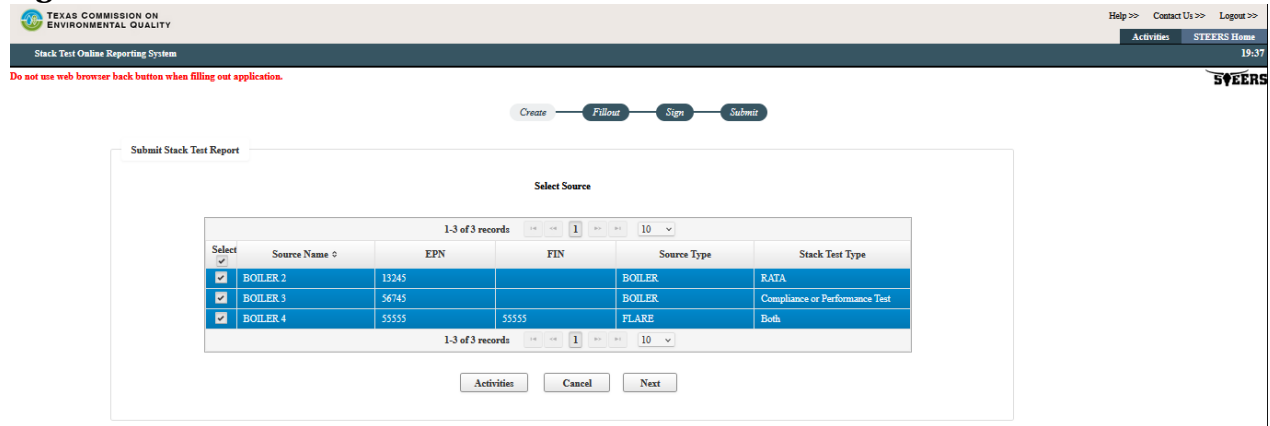 TEXAS COMMISSION ON
ENVIRONMENTAL QUALITY
Help >> Contact Us >> Logout >>
Activities STEERS Home
Stack Test Online Reporting System 19:37
Do not use web browser back button when filling out application.
STEERS
Create Fillout Sign Submit
Submit Stack Test Report
Select Source
1-3 of 3 records 1 10
Select Source Name EPN FIN Source Type Stack Test Type
BOILER 2 13245 BOILER RATA
BOILER 3 56745 BOILER Compliance or Performance Test
BOILER 4 55555 55555 FLARE Both
1-3 of 3 records 1 10
Activities Cancel Next